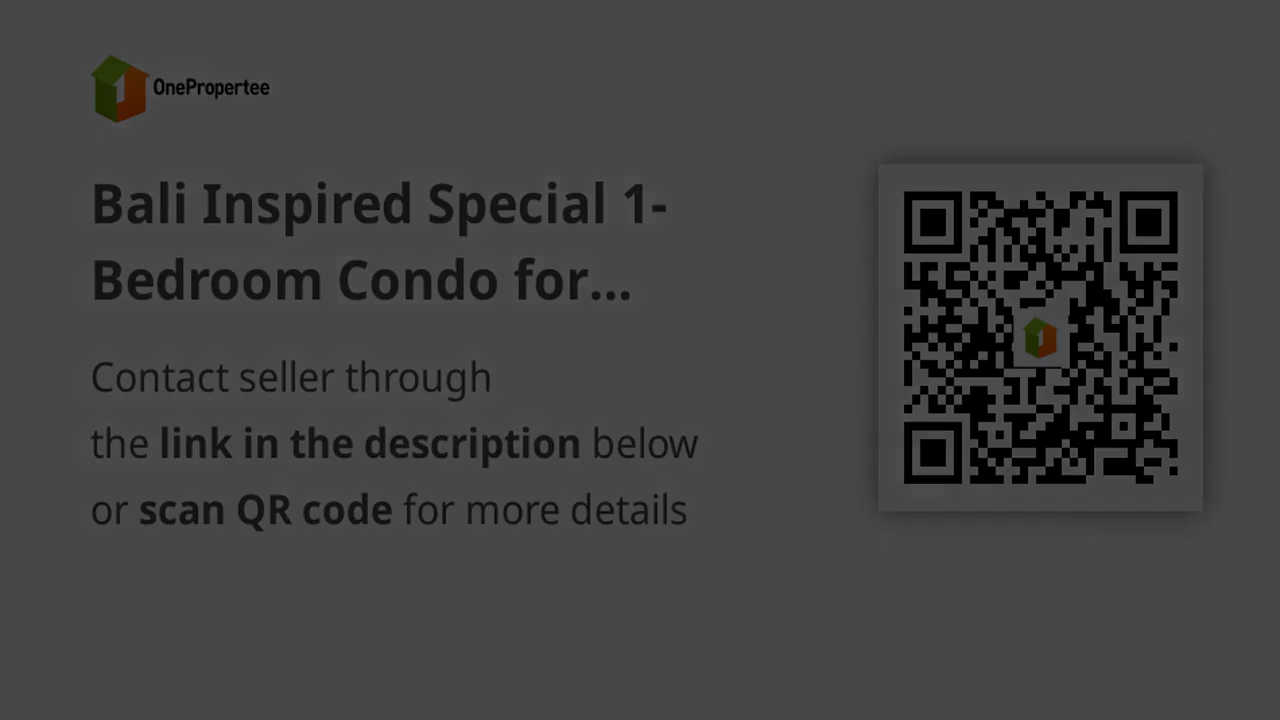 OnePropertee
Bali Inspired Special 1-
Bedroom Condo for...
Contact seller through
the link in the description below
or scan QR code for more details